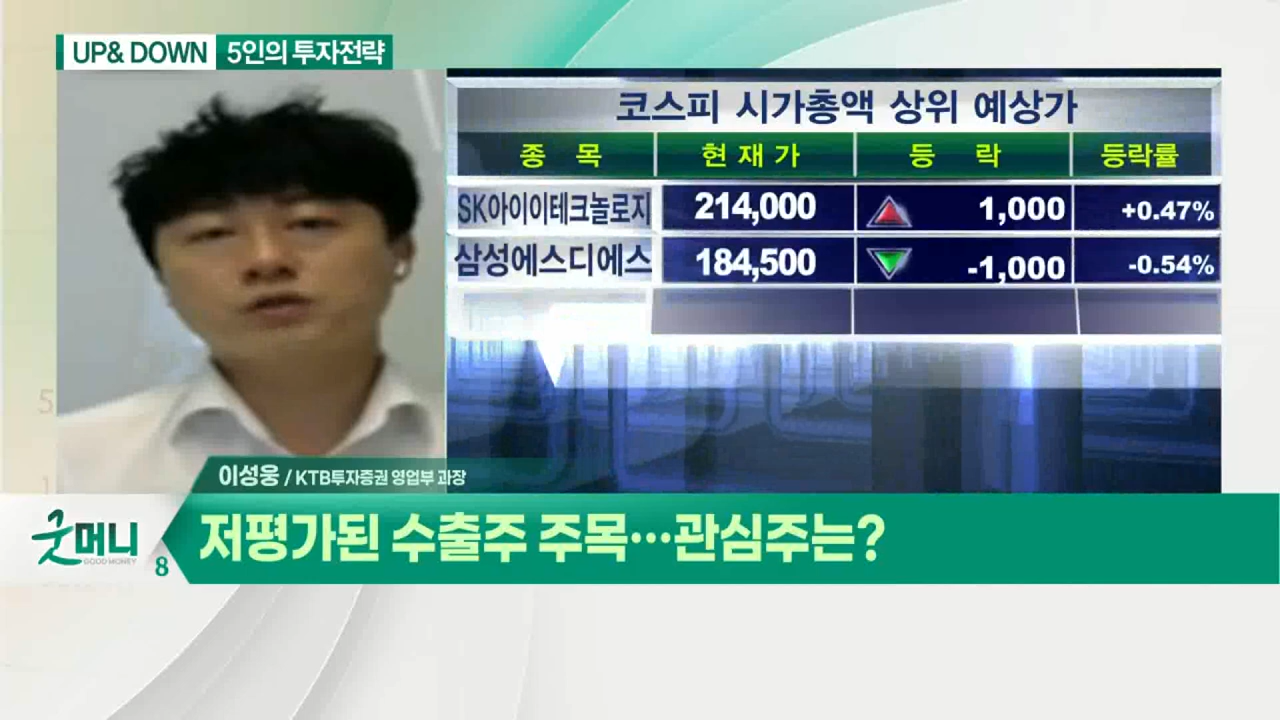 UP& DOWN 5인의 투자전략
코스피 시가총액 상위 예상가
종 목 현재가 등 락 등락률
SK아이이테크놀로지 214,000 ▲ 1,000 +0.47%
삼성에스디에스 184,500 ▼ -1,000 -0.54%
5
1
이성웅 / KTB투자증권 영업부 과장
굿머니
GOOD MONEY
8
저평가된 수출주 주목…관심주는?